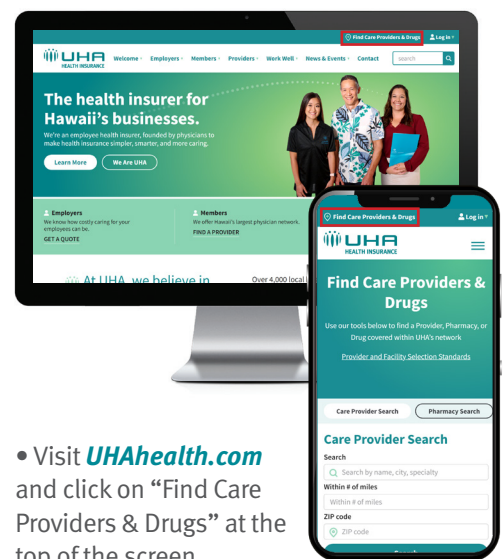 Find Care Providers & Drugs
Log in
UHA
HEALTH INSURANCE
Welcome
Employers
Members
Providers
Work Well
News & Events
Contact
search
The health insurer for
Hawaii's businesses.
We're an employee health insurer, founded by physicians to
make health insurance simpler, smarter, and more caring.
Learn More
We Are UHA
Employers
We know how costly caring for your
employees can be.
GET A QUOTE
Members
We offer Hawaii's largest physician network.
FIND A PROVIDER
At UHA, we believe in
Over 4,000 local
Find Care Providers & Drugs
Log in
UHA
HEALTH INSURANCE
Find Care Providers &
Drugs
Use our tools below to find a Provider, Pharmacy, or
Drug covered within UHA's network
Provider and Facility Selection Standards
Care Provider Search
Pharmacy Search
Care Provider Search
Search
Search by name, city, specialty
Within # of miles
Within # of miles
ZIP code
ZIP code
Search
• Visit UHAhealth.com
and click on “Find Care
Providers & Drugs” at the
top of the screen